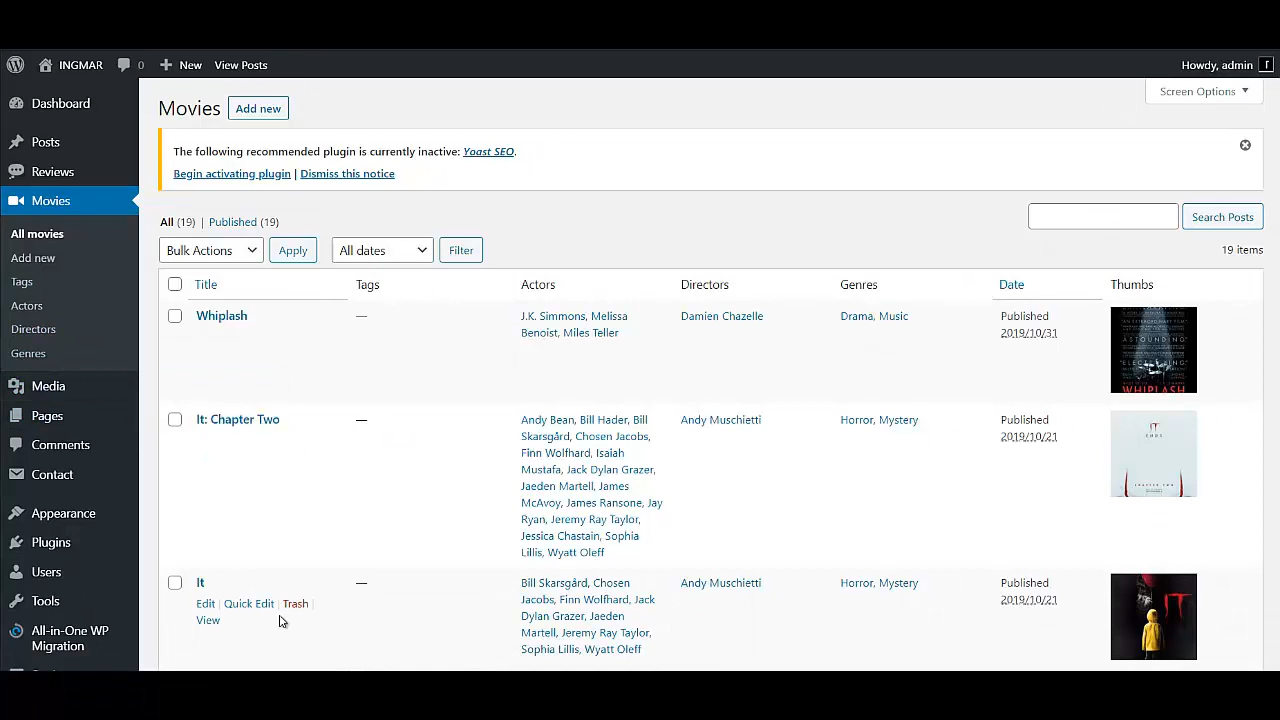 INGMAR 0 New View Posts Howdy, admin
Screen Options
Dashboard
Posts
Reviews
Movies
All movies
Add new
Tags
Actors
Directors
Genres
Media
Pages
Comments
Contact
Appearance
Plugins
Users
Tools
All-in-One WP
Migration
Movies Add new
The following recommended plugin is currently inactive: Yoast SEO.
Begin activating plugin | Dismiss this notice
All (19) | Published (19)
Search Posts
Bulk Actions Apply All dates Filter 19 items
Title Tags Actors Directors Genres Date Thumbs
Whiplash — J.K. Simmons, Melissa Damien Chazelle Drama, Music Published
Benoist, Miles Teller 2019/10/31
ASTOUNDING
WHIPLASH
It: Chapter Two — Andy Bean, Bill Hader, Bill Andy Muschietti Horror, Mystery Published
Skarsgård, Chosen Jacobs, 2019/10/21
Finn Wolfhard, Isaiah
Mustafa, Jack Dylan Grazer,
Jaeden Martell, James
McAvoy, James Ransone, Jay
Ryan, Jeremy Ray Taylor,
Jessica Chastain, Sophia
Lillis, Wyatt Oleff
IT
ENDS
It — Bill Skarsgård, Chosen Andy Muschietti Horror, Mystery Published
Edit | Quick Edit | Trash | Jacobs, Finn Wolfhard, Jack 2019/10/21
View Dylan Grazer, Jaeden
Martell, Jeremy Ray Taylor,
Sophia Lillis, Wyatt Oleff
IT